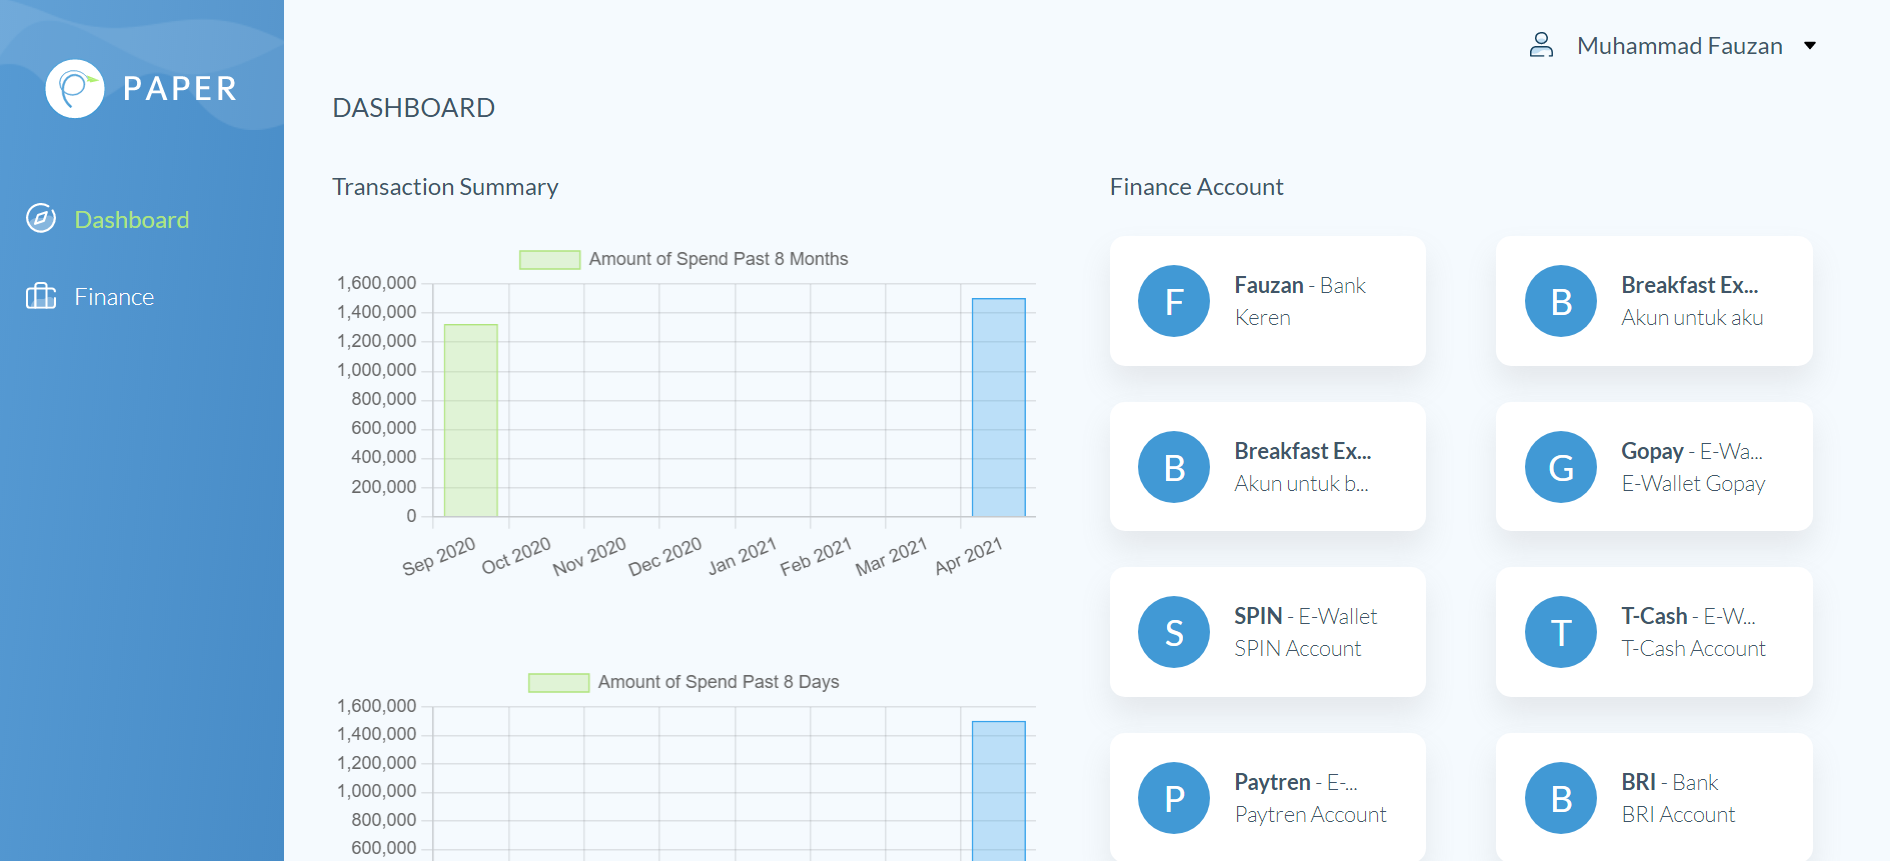 PAPER
Dashboard
Finance
Muhammad Fauzan
DASHBOARD
Transaction Summary
Amount of Spend Past 8 Months
1,600,000
1,400,000
1,200,000
1,000,000
800,000
600,000
400,000
200,000
0
Sep 2020 Oct 2020 Nov 2020 Dec 2020 Jan 2021 Feb 2021 Mar 2021 Apr 2021
Amount of Spend Past 8 Days
1,600,000
1,400,000
1,200,000
1,000,000
800,000
600,000
Finance Account
F
Fauzan - Bank
Keren
B
Breakfast Ex...
Akun untuk aku
B
Breakfast Ex...
Akun untuk b...
G
Gopay - E-Wa...
E-Wallet Gopay
S
SPIN - E-Wallet
SPIN Account
T
T-Cash - E-W...
T-Cash Account
P
Paytren - E-...
Paytren Account
B
BRI - Bank
BRI Account